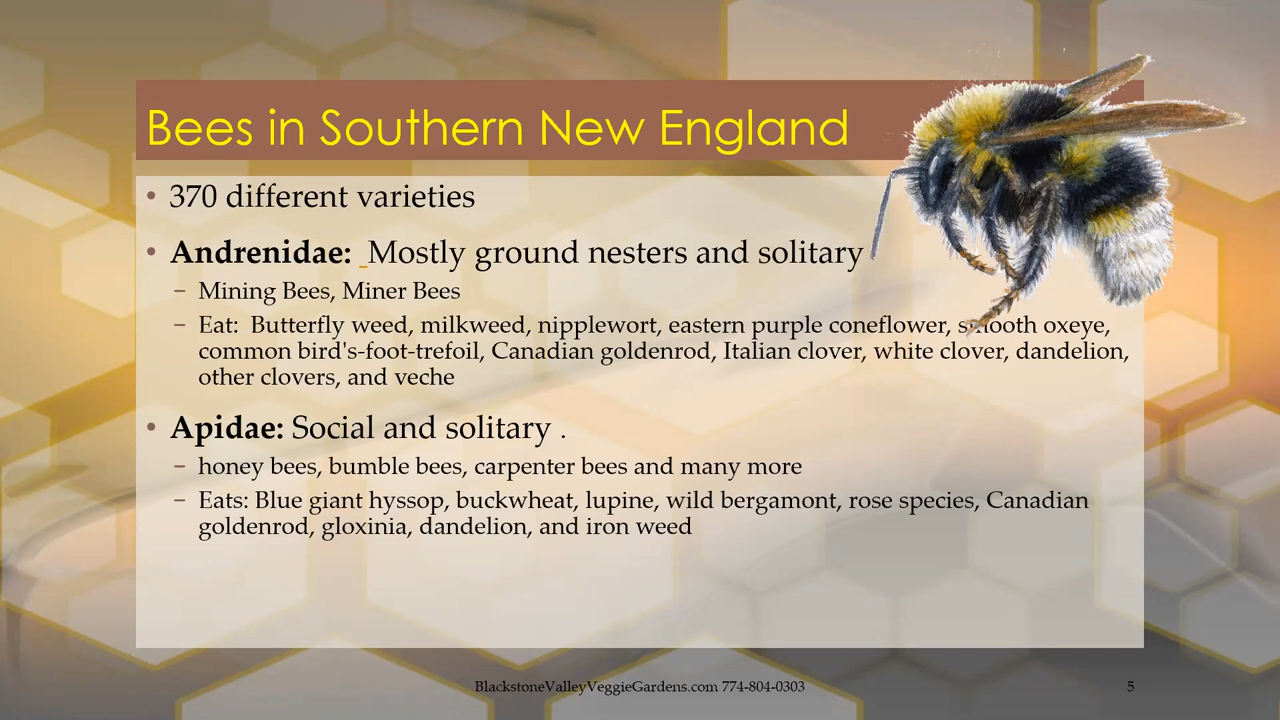 Bees in Southern New England
• 370 different varieties
• Andrenidae: Mostly ground nesters and solitary
– Mining Bees, Miner Bees
– Eat: Butterfly weed, milkweed, nipplewort, eastern purple coneflower, smooth oxeye,
common bird's-foot-trefoil, Canadian goldenrod, Italian clover, white clover, dandelion,
other clovers, and veche
• Apidae: Social and solitary .
– honey bees, bumble bees, carpenter bees and many more
– Eats: Blue giant hyssop, buckwheat, lupine, wild bergamont, rose species, Canadian
goldenrod, gloxinia, dandelion, and iron weed
BlackstoneValleyVeggieGardens.com 774-804-0303
5